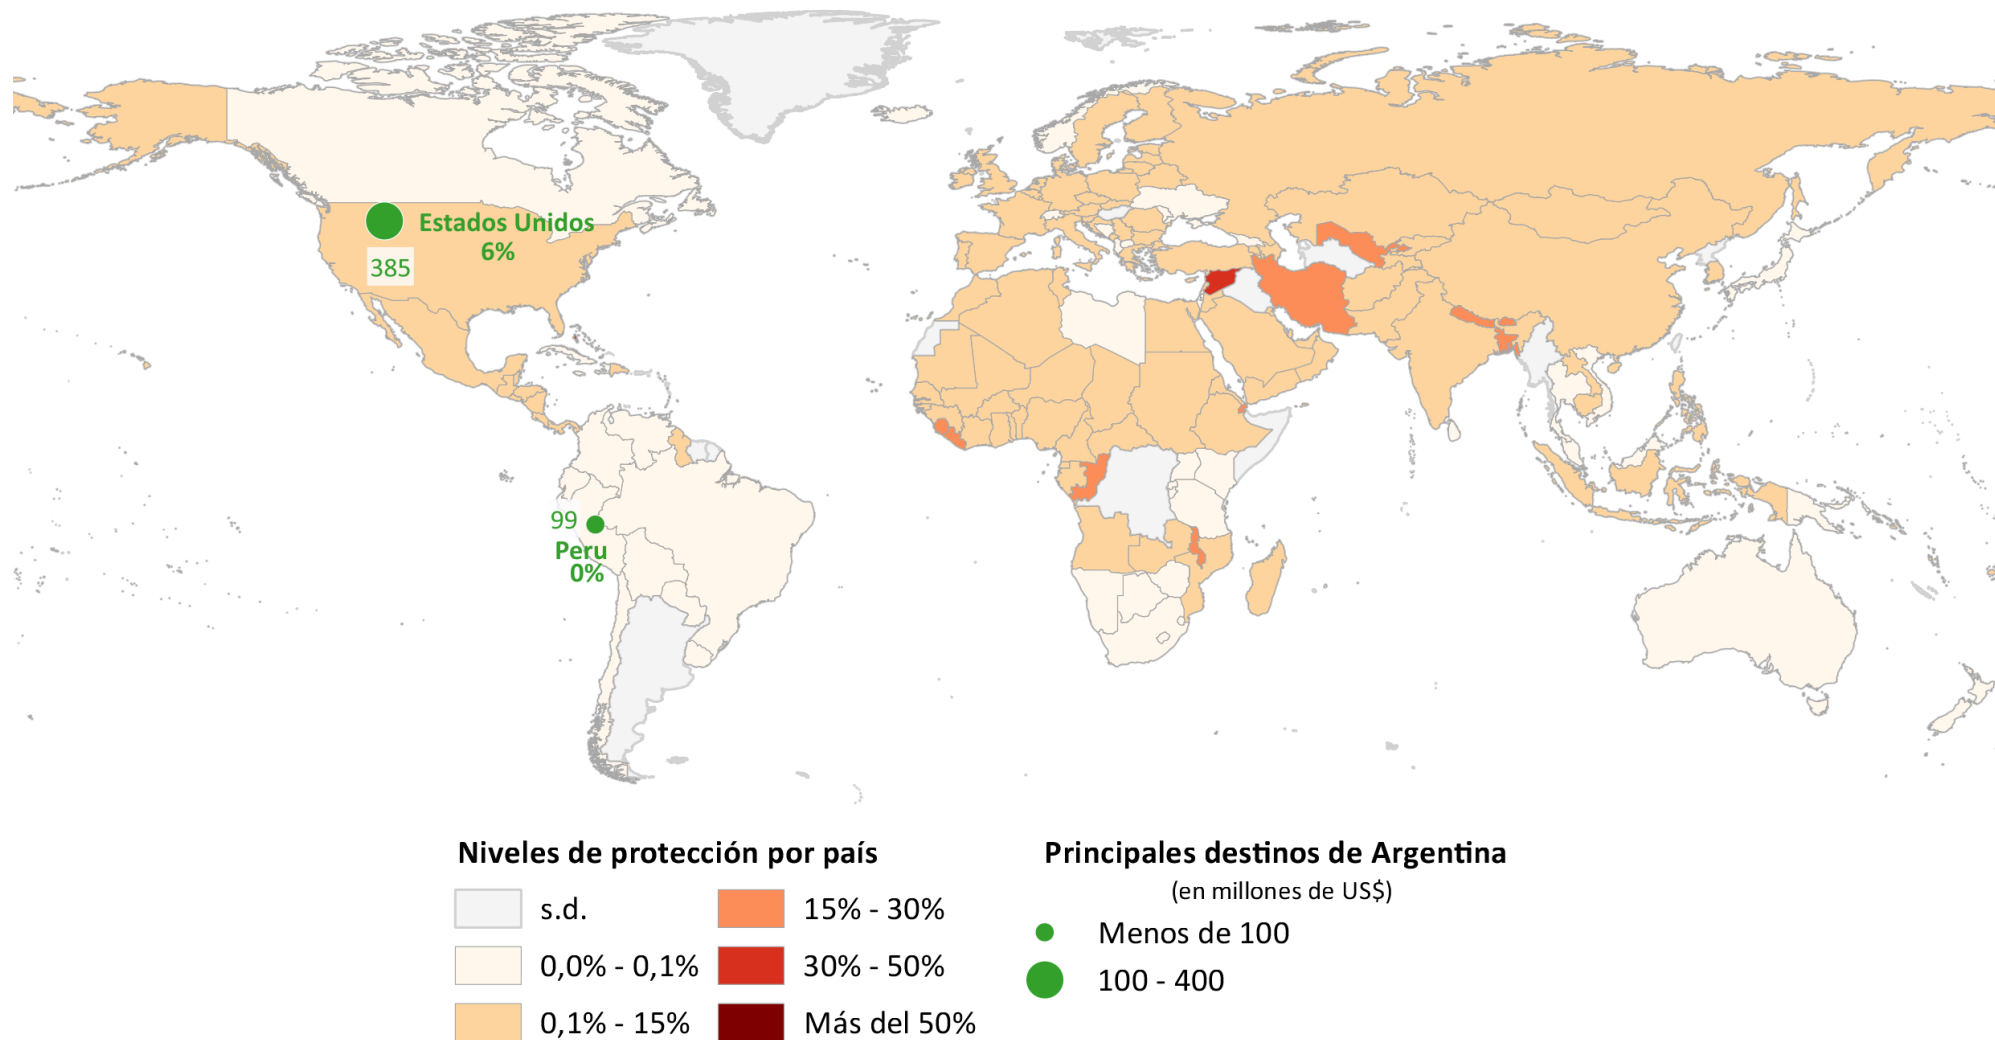 Estados Unidos
6%
385
99
Peru
0%
Niveles de protección por país
s.d.
0,0% - 0,1%
0,1% - 15%
15% - 30%
30% - 50%
Más del 50%
Principales destinos de Argentina
(en millones de US$)
Menos de 100
100 - 400